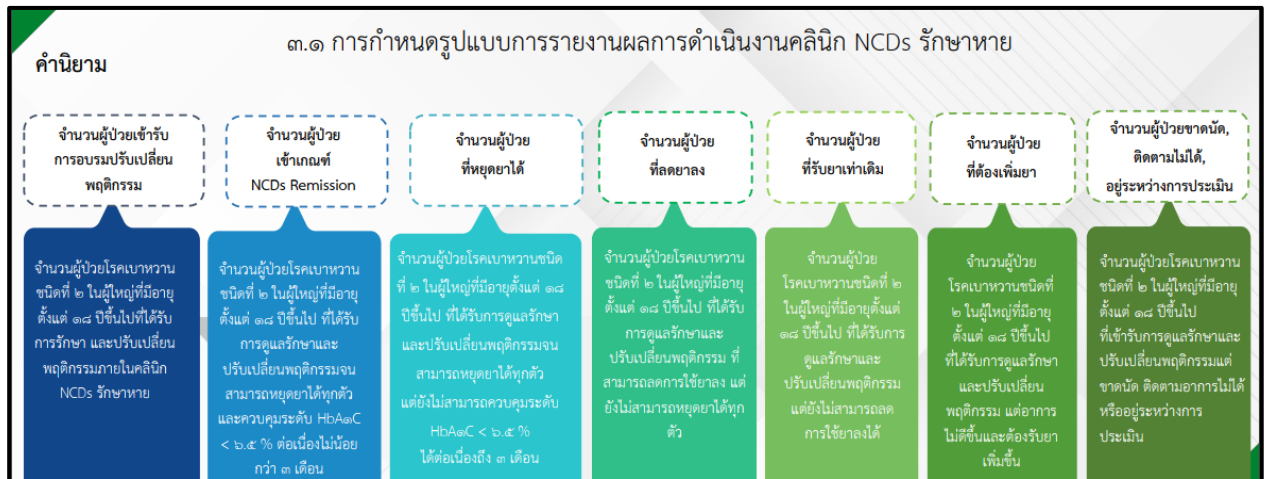 ๓.๑ การกำหนดรูปแบบการรายงานผลการดำเนินงานคลินิก NCDs รักษาหาย
คำนิยาม
จำนวนผู้ป่วยเข้ารับ
การอบรมปรับเปลี่ยน
พฤติกรรม
จำนวนผู้ป่วยโรคเบาหวาน
ชนิดที่ ๒ ในผู้ใหญ่ที่มีอายุ
ตั้งแต่ ๑๘ ปีขึ้นไปที่ได้รับ
การรักษา และปรับเปลี่ยน
พฤติกรรมภายในคลินิก
NCDs รักษาหาย
จำนวนผู้ป่วย
เข้าเกณฑ์
NCDs Remission
จำนวนผู้ป่วยโรคเบาหวาน
ชนิดที่ ๒ ในผู้ใหญ่ที่มีอายุ
ตั้งแต่ ๑๘ ปีขึ้นไป ที่ได้รับ
การดูแลรักษาและ
ปรับเปลี่ยนพฤติกรรมจน
สามารถหยุดยาได้ทุกตัว
และควบคุมระดับ HbA๑C
< ๖.๕ % ต่อเนื่องไม่น้อย
กว่า ๓ เดือน
จำนวนผู้ป่วย
ที่หยุดยาได้
จำนวนผู้ป่วยโรคเบาหวานชนิด
ที่ ๒ ในผู้ใหญ่ที่มีอายุตั้งแต่ ๑๘
ปีขึ้นไป ที่ได้รับการดูแลรักษา
และปรับเปลี่ยนพฤติกรรมจน
สามารถหยุดยาได้ทุกตัว
แต่ยังไม่สามารถควบคุมระดับ
HbA๑C < ๖.๕ %
ได้ต่อเนื่องถึง ๓ เดือน
จำนวนผู้ป่วย
ที่ลดยาลง
จำนวนผู้ป่วยโรคเบาหวาน
ชนิดที่ ๒ ในผู้ใหญ่ที่มีอายุ
ตั้งแต่ ๑๘ ปีขึ้นไป ที่ได้รับ
การดูแลรักษาและ
ปรับเปลี่ยนพฤติกรรม ที่
สามารถลดการใช้ยาลง แต่
ยังไม่สามารถหยุดยาได้ทุก
ตัว
จำนวนผู้ป่วย
ที่รับยาเท่าเดิม
จำนวนผู้ป่วย
โรคเบาหวานชนิดที่ ๒
ในผู้ใหญ่ที่มีอายุตั้งแต่
๑๘ ปีขึ้นไป ที่ได้รับการ
ดูแลรักษาและ
ปรับเปลี่ยนพฤติกรรม
แต่ยังไม่สามารถลด
การใช้ยาลงได้
จำนวนผู้ป่วย
ที่ต้องเพิ่มยา
จำนวนผู้ป่วย
โรคเบาหวานชนิดที่
๒ ในผู้ใหญ่ที่มีอายุ
ตั้งแต่ ๑๘ ปีขึ้นไป
ที่ได้รับการดูแลรักษา
และปรับเปลี่ยน
พฤติกรรม แต่อาการ
ไม่ดีขึ้นและต้องรับยา
เพิ่มขึ้น
จำนวนผู้ป่วยขาดนัด,
ติดตามไม่ได้,
อยู่ระหว่างการประเมิน
จำนวนผู้ป่วยโรคเบาหวาน
ชนิดที่ ๒ ในผู้ใหญ่ที่มีอายุ
ตั้งแต่ ๑๘ ปีขึ้นไป
ที่เข้ารับการดูแลรักษาและ
ปรับเปลี่ยนพฤติกรรมแต่
ขาดนัด ติดตามอาการไม่ได้
หรืออยู่ระหว่างการ
ประเมิน